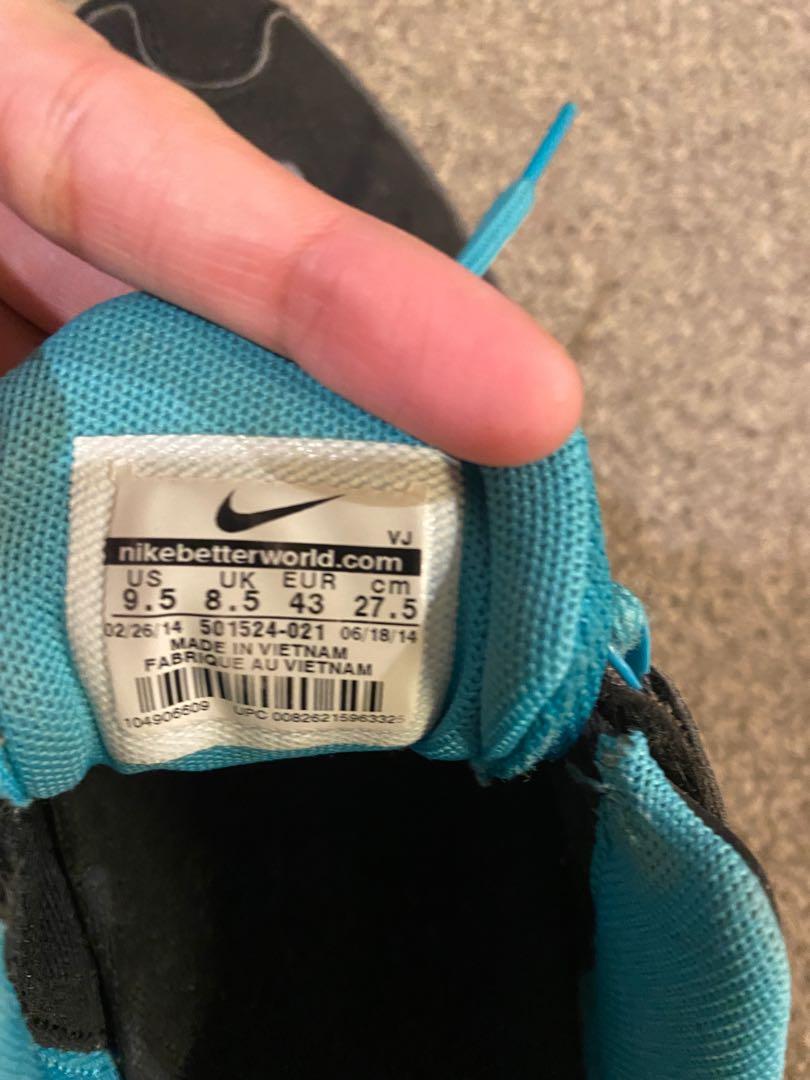 VJ
nikebetterworld.com
US UK EUR cm
9.5 8.5 43 27.5
02/26/14 501524-021 06/18/14
MADE IN VIETNAM
FABRIQUE AU VIETNAM
104906609 UPC 00826215963325